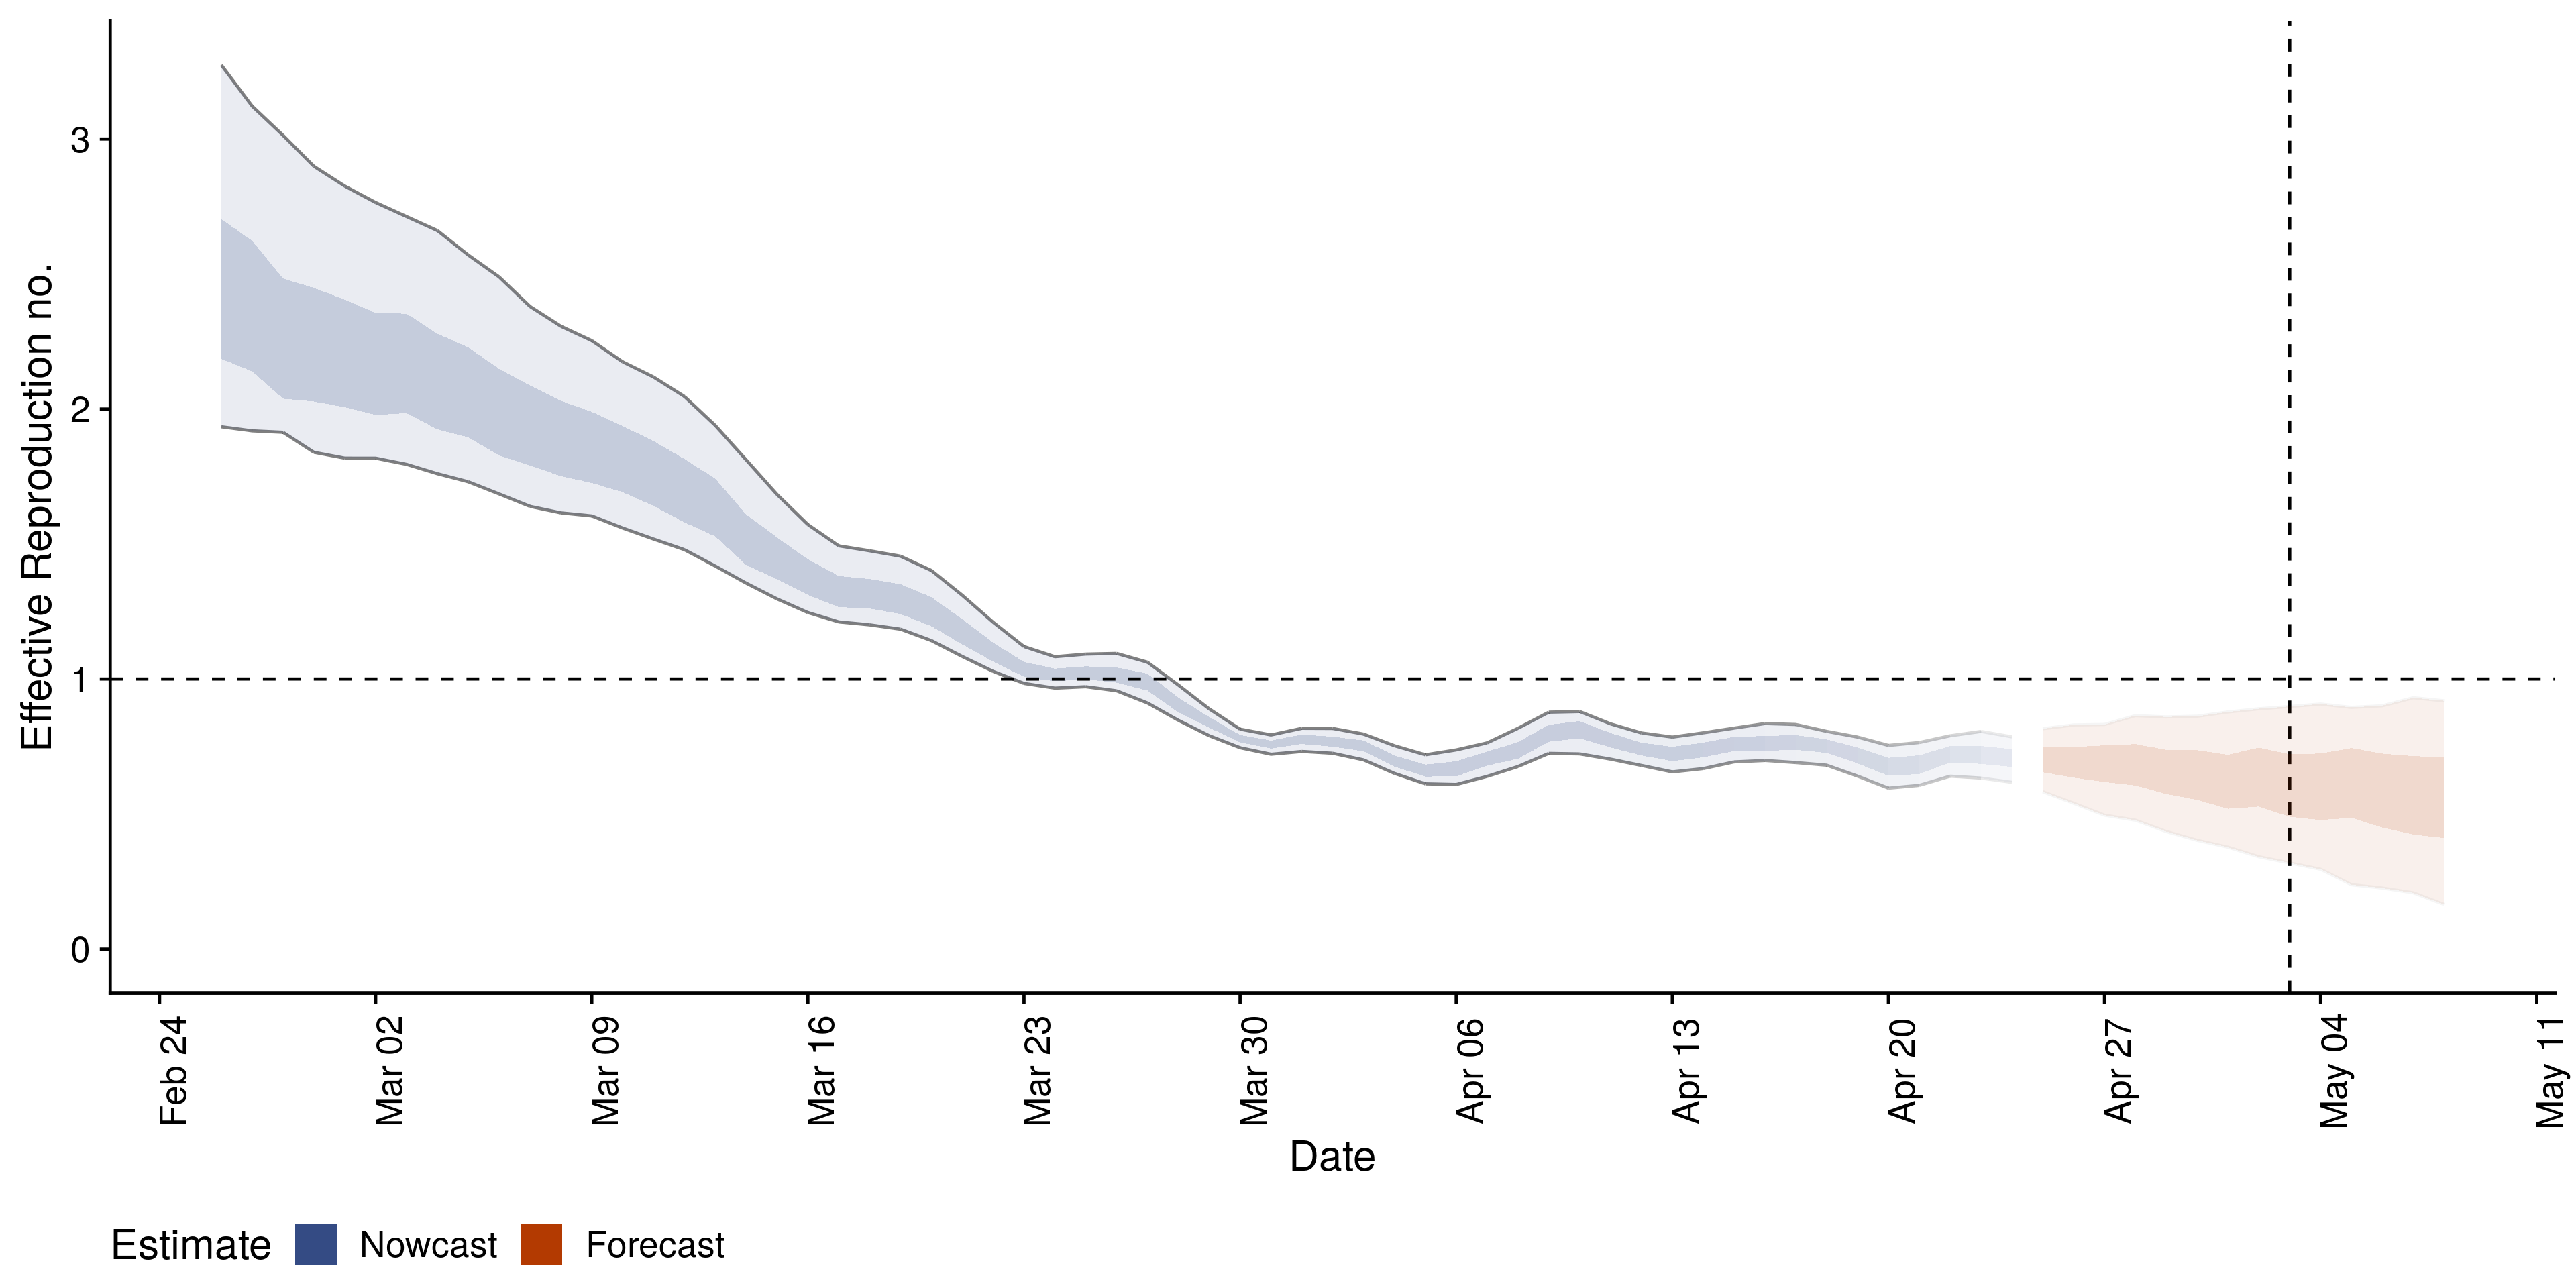 Effective Reproduction no.
3
2
1
0
Feb 24
Mar 02
Mar 09
Mar 16
Mar 23
Mar 30
Apr 06
Apr 13
Apr 20
Apr 27
May 04
May 11
Date
Estimate Nowcast Forecast